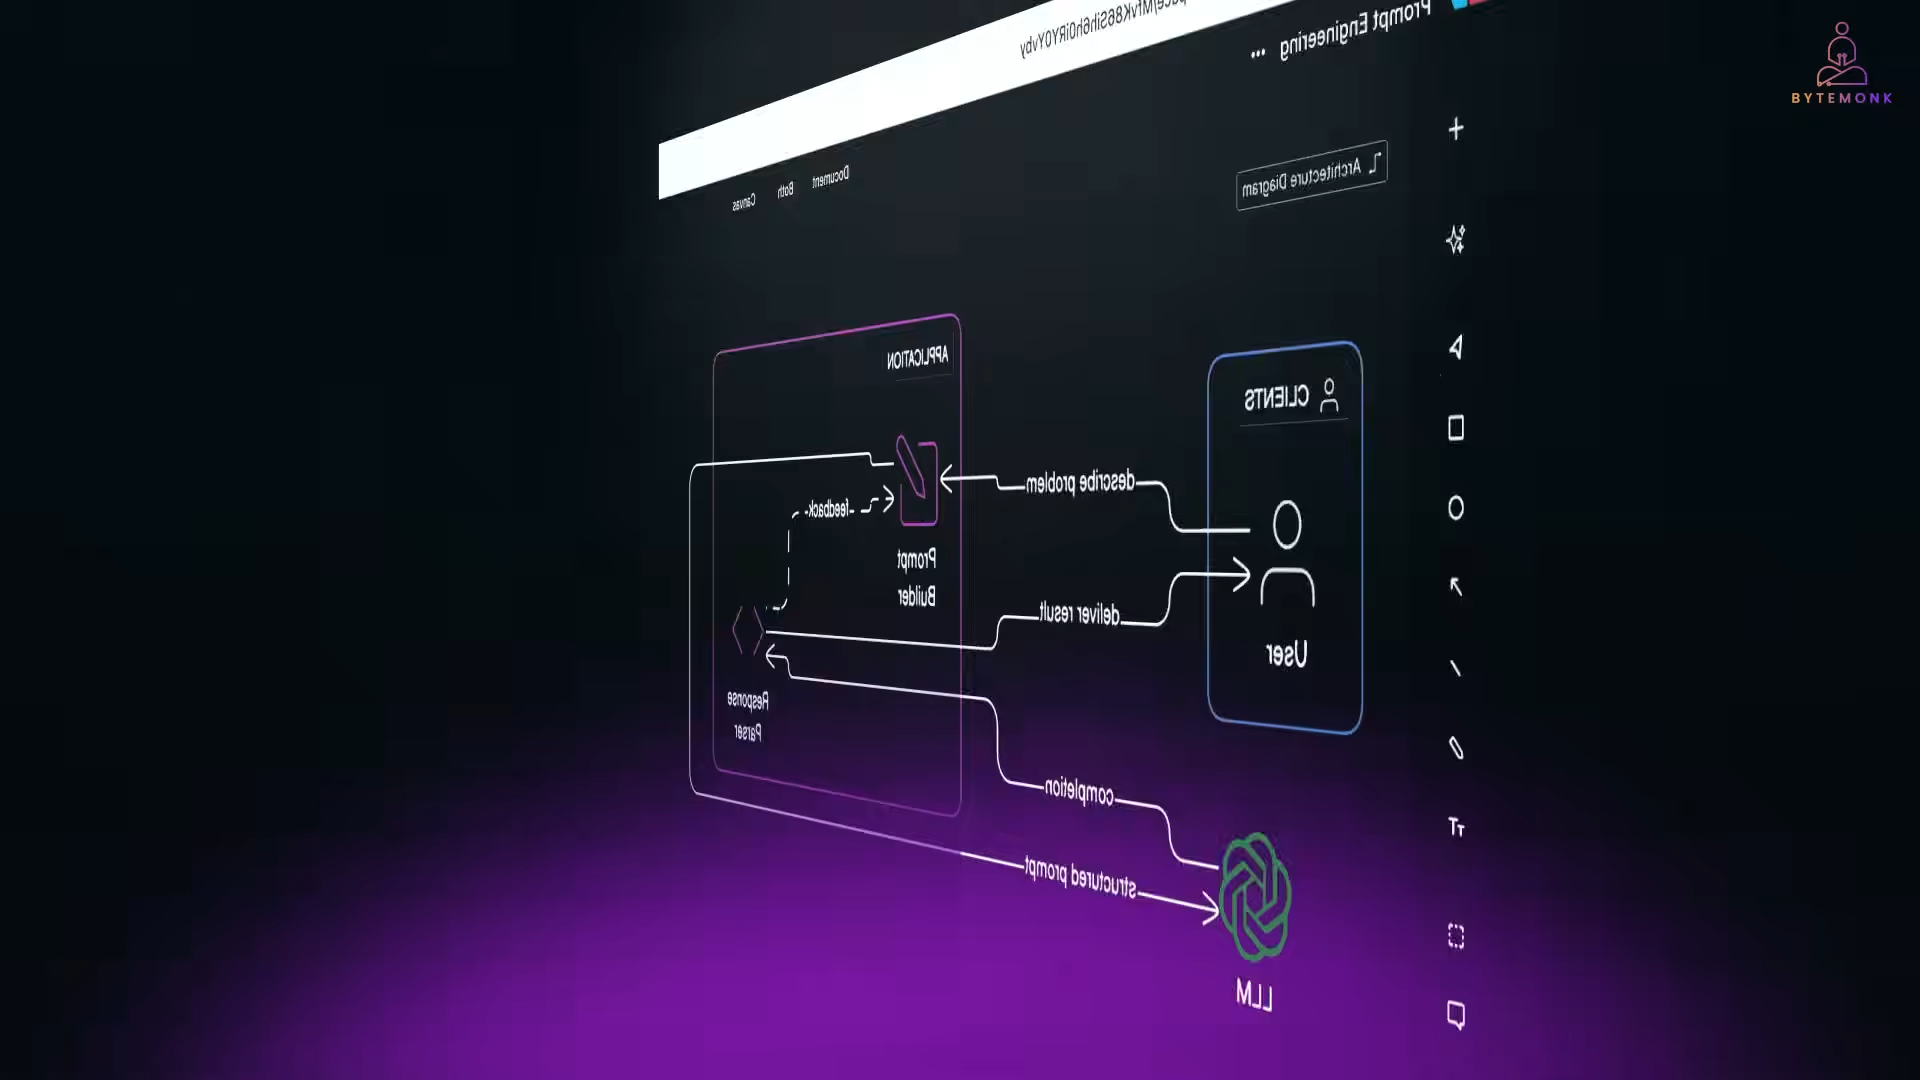 Prompt Engineering ...
BYTEMONK
Document
Both
Canvas
Architecture Diagram
APPLICATION
CLIENTS
describe problem
feedback
Prompt
Builder
deliver result
User
Response
Parser
completion
structured prompt
LLM
TT